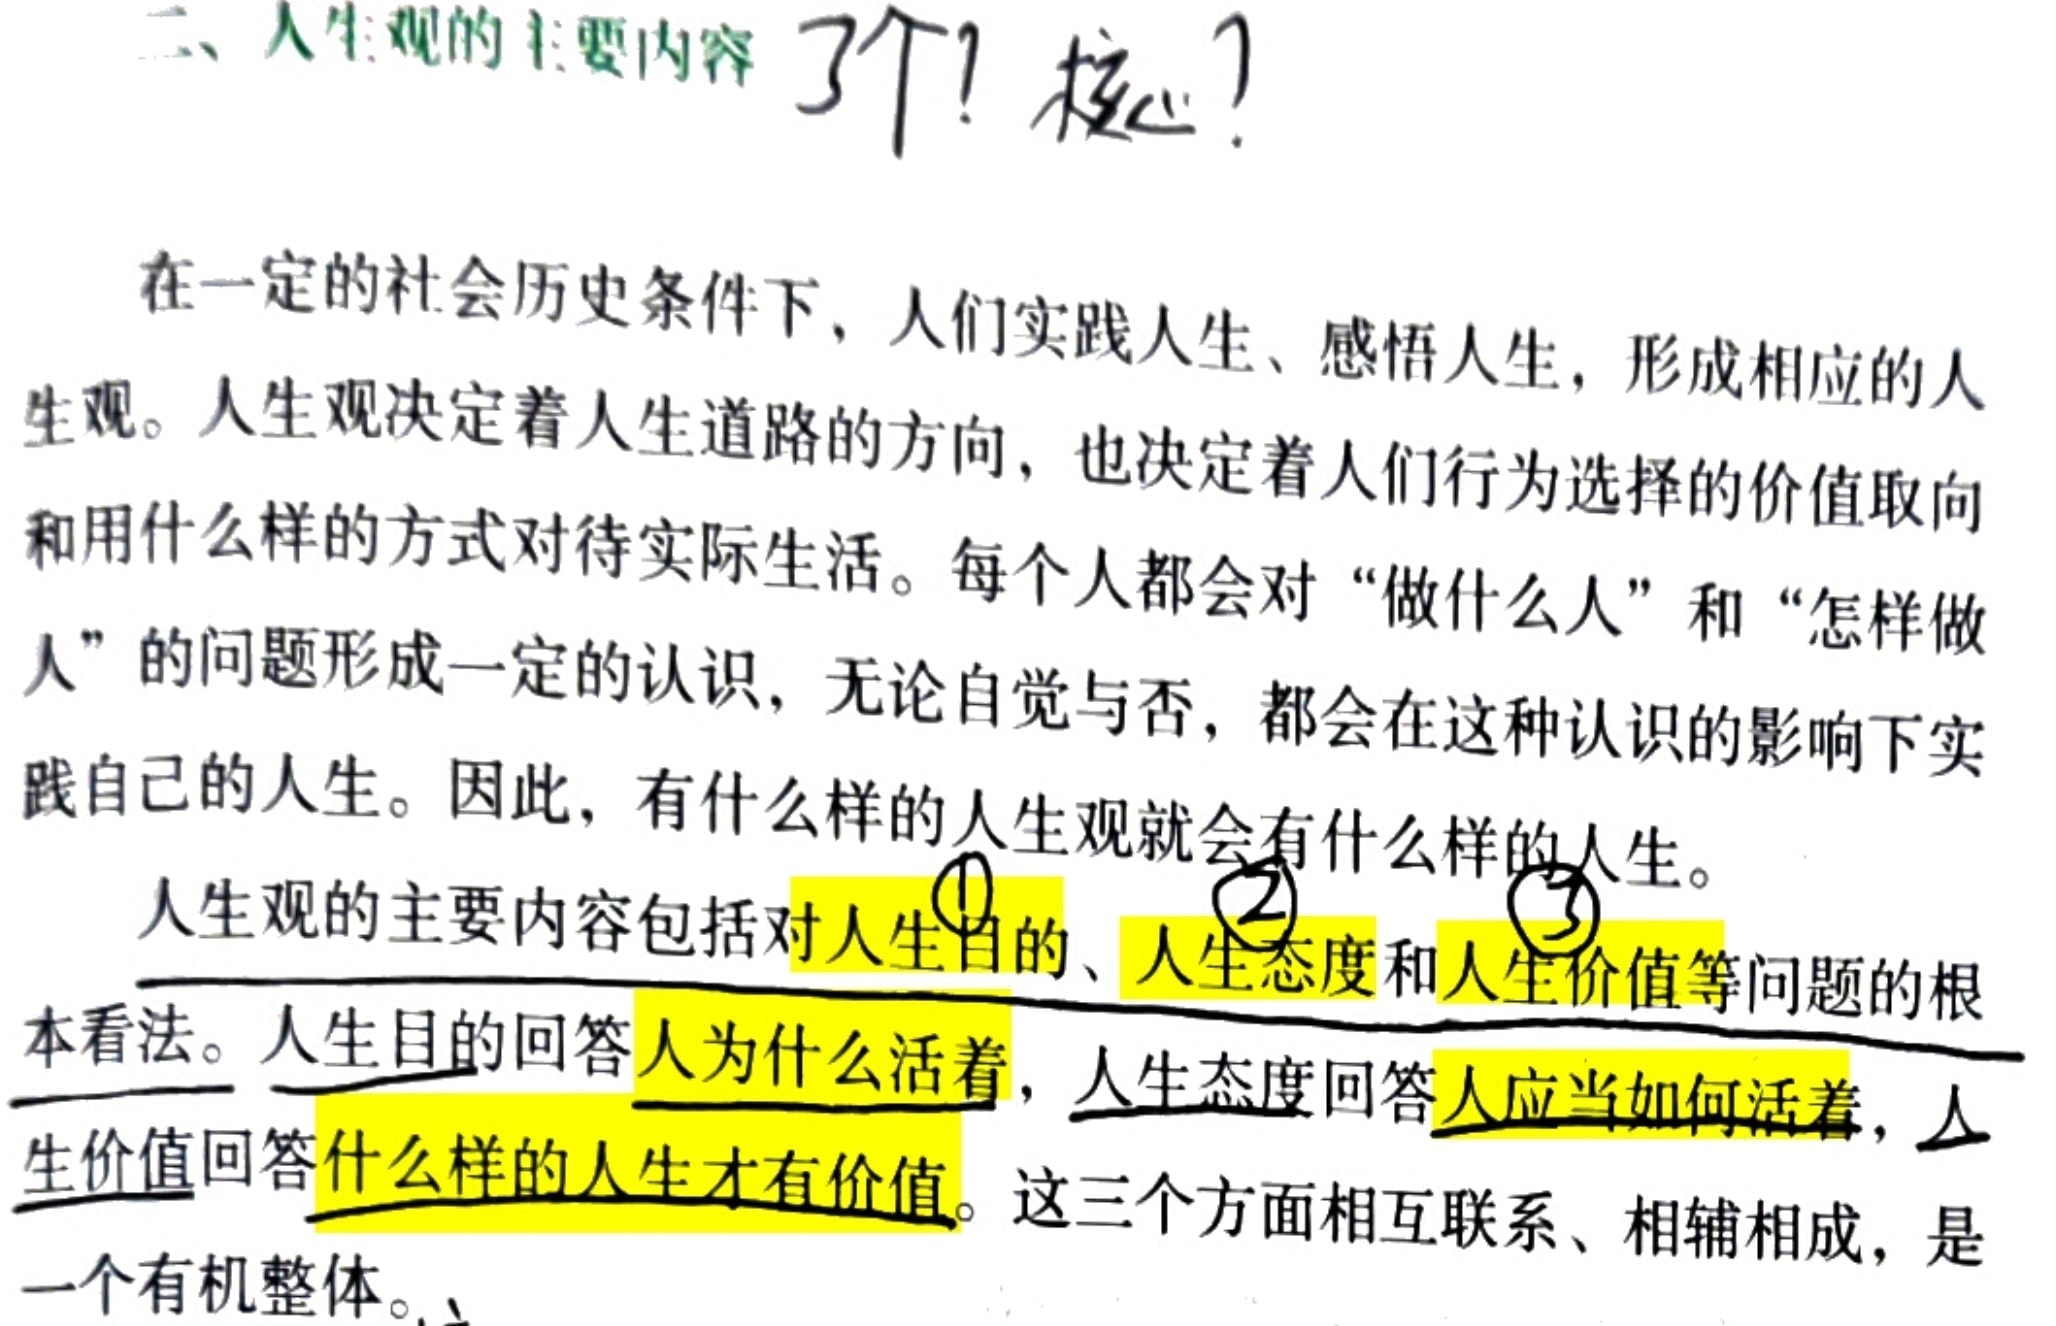 二、人生观的主要内容 3个！ 核心？
在一定的社会历史条件下，人们实践人生、感悟人生，形成相应的人
生观。人生观决定着人生道路的方向，也决定着人们行为选择的价值取向
和用什么样的方式对待实际生活。每个人都会对“做什么人”和“怎样做
人”的问题形成一定的认识，无论自觉与否，都会在这种认识的影响下实
践自己的人生。因此，有什么样的人生观就会有什么样的人生。
① ② ③
人生观的主要内容包括对人生目的、人生态度和人生价值等问题的根
本看法。人生目的回答人为什么活着，人生态度回答人应当如何活着，人
生价值回答什么样的人生才有价值。这三个方面相互联系、相辅相成，是
一个有机整体。